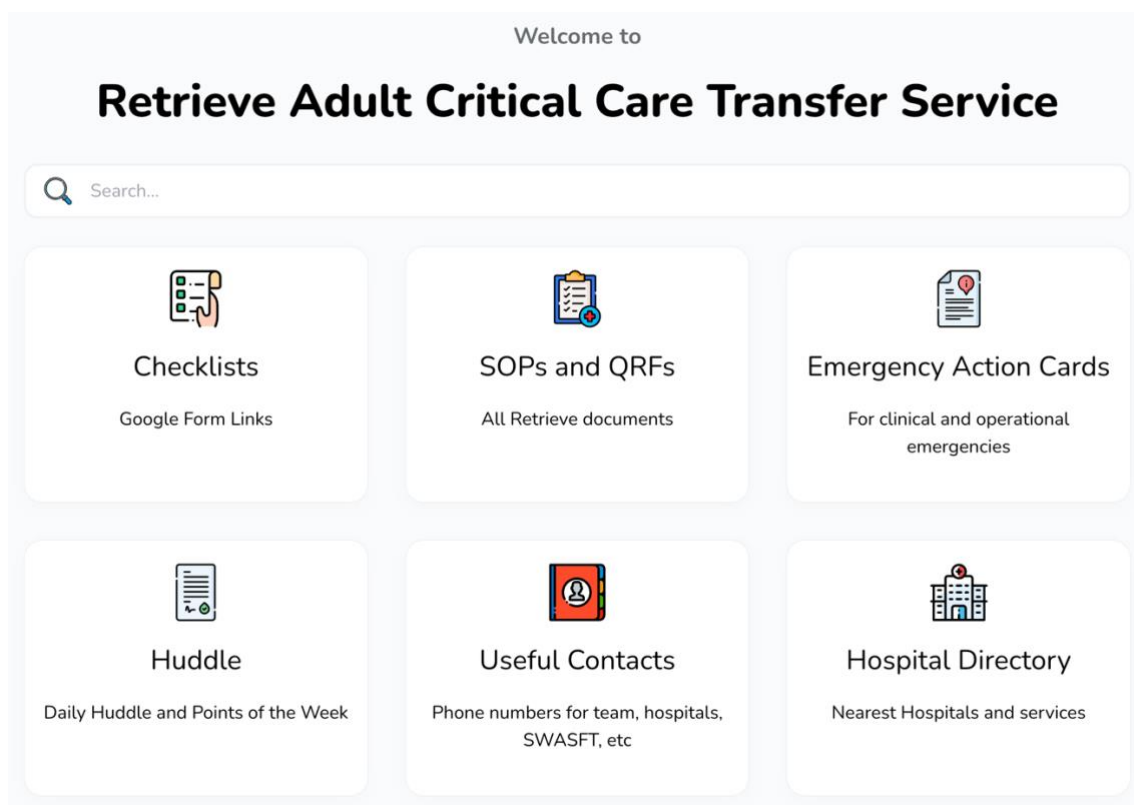 Welcome to
Retrieve Adult Critical Care Transfer Service
Search...
Checklists
Google Form Links
SOPs and QRFs
All Retrieve documents
Emergency Action Cards
For clinical and operational
emergencies
Huddle
Daily Huddle and Points of the Week
Useful Contacts
Phone numbers for team, hospitals,
SWASFT, etc
Hospital Directory
Nearest Hospitals and services